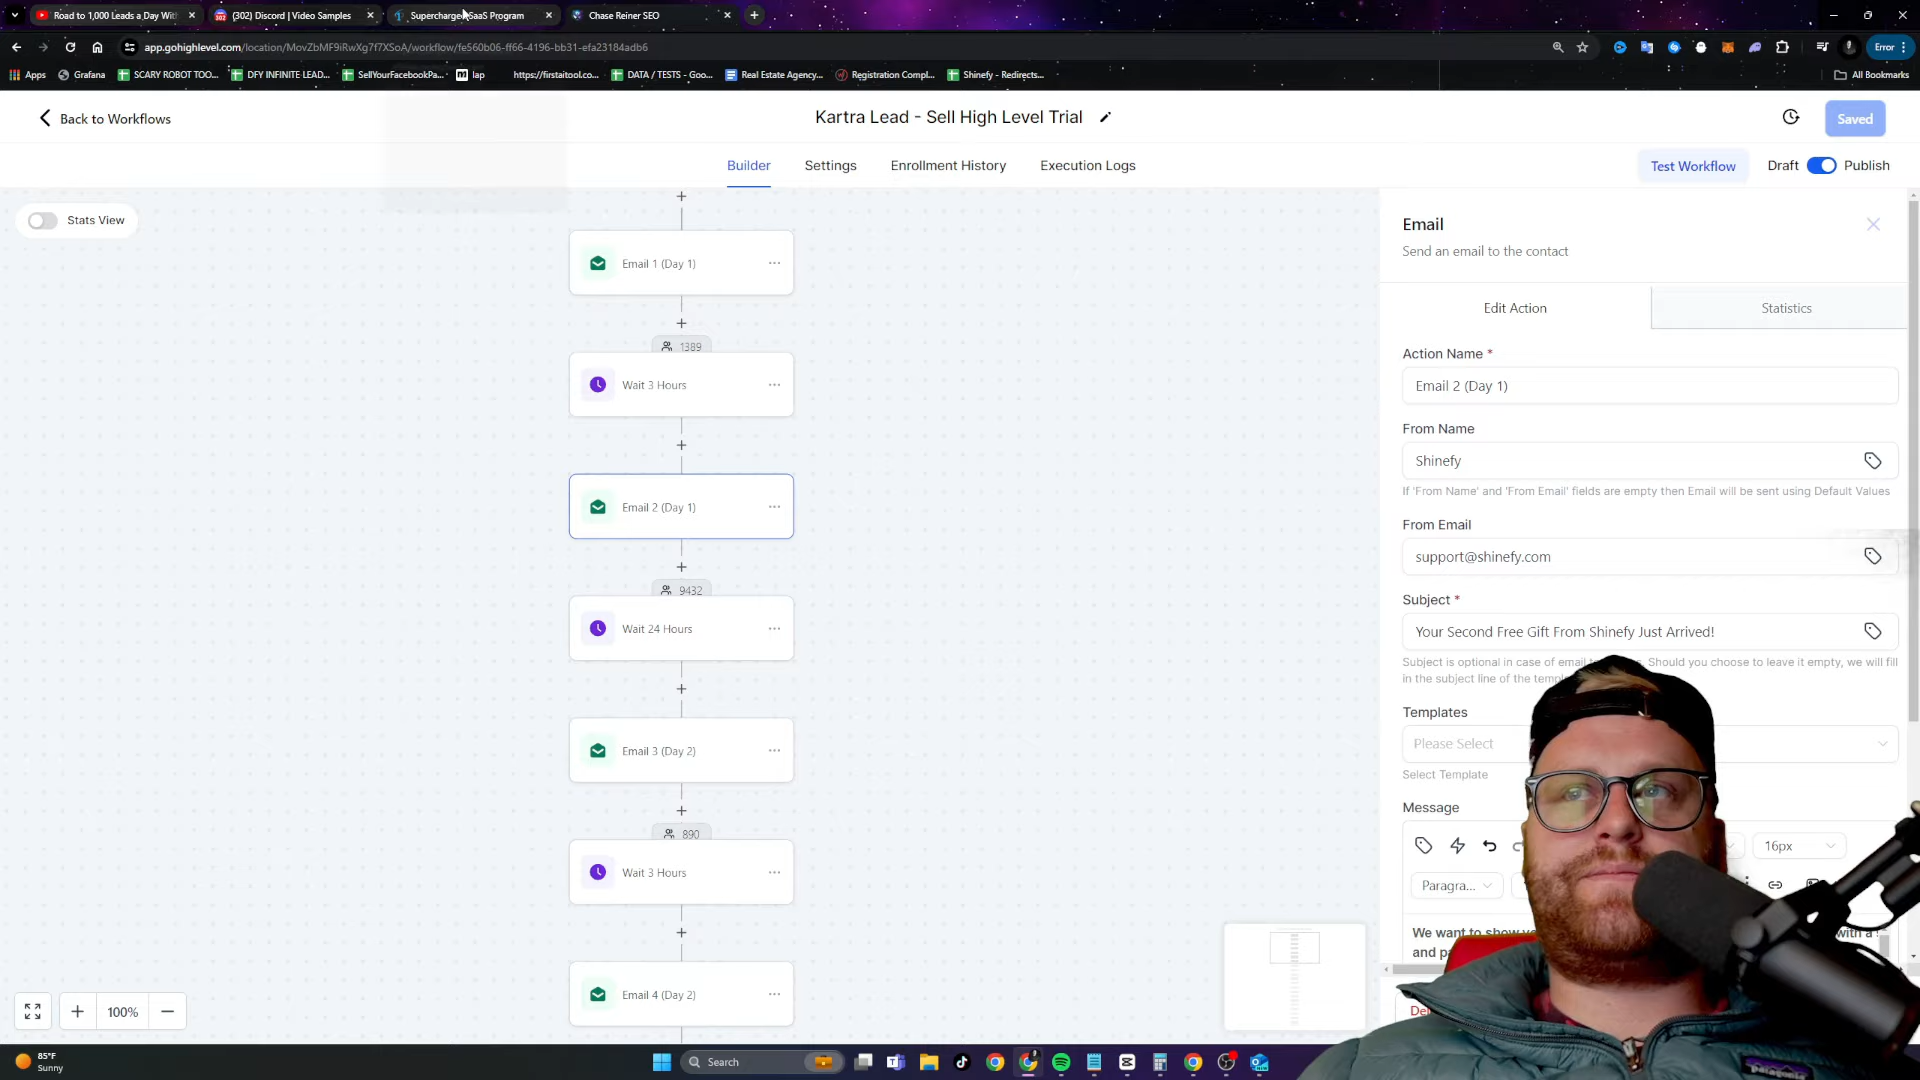 Road to 1,000 Leads a Day With
(302) Discord | Video Samples
Supercharged SaaS Program
Chase Reiner SEO
app.gohighlevel.com/location/MovZbMF9iRwXg7f7XSoA/workflow/fe560b06-ff66-4196-bb31-efa23184adb6
Error
Apps
Grafana
SCARY ROBOT TOO...
DFY INFINITE LEAD...
SellYourFacebookPa...
lap
https://firstaitool.co...
DATA / TESTS - Goo...
Real Estate Agency...
Registration Compl...
Shinefy - Redirects...
All Bookmarks
Back to Workflows
Kartra Lead - Sell High Level Trial
Saved
Builder
Settings
Enrollment History
Execution Logs
Test Workflow
Draft
Publish
Stats View
Email 1 (Day 1)
1389
Wait 3 Hours
Email 2 (Day 1)
9432
Wait 24 Hours
Email 3 (Day 2)
890
Wait 3 Hours
Email 4 (Day 2)
100%
Email
Send an email to the contact
Edit Action
Statistics
Action Name *
Email 2 (Day 1)
From Name
Shinefy
If 'From Name' and 'From Email' fields are empty then Email will be sent using Default Values
From Email
support@shinefy.com
Subject *
Your Second Free Gift From Shinefy Just Arrived!
Subject is optional in case of email Should you choose to leave it empty, we will fill
in the subject line of the
Templates
Please Select
Select Template
Message
16px
Paragra...
We want to show with a
and
85°F
Sunny
Search